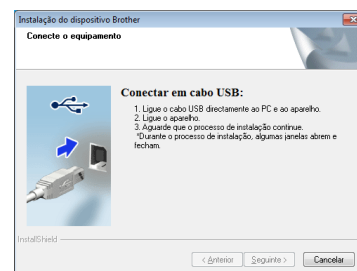 Instalação do dispositivo Brother
Conecte o equipamento
Conectar em cabo USB:
1. Ligue o cabo USB directamente ao PC e ao aparelho.
2. Ligue o aparelho.
3. Aguarde que o processo de instalação continue.
*Durante o processo de instalação, algumas janelas abrem e
fecham.
InstallShield
< Anterior
Seguinte >
Cancelar